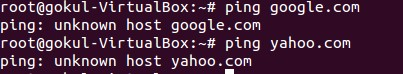 root@gokul-VirtualBox:~# ping google.com
ping: unknown host google.com
root@gokul-VirtualBox:~# ping yahoo.com
ping: unknown host yahoo.com